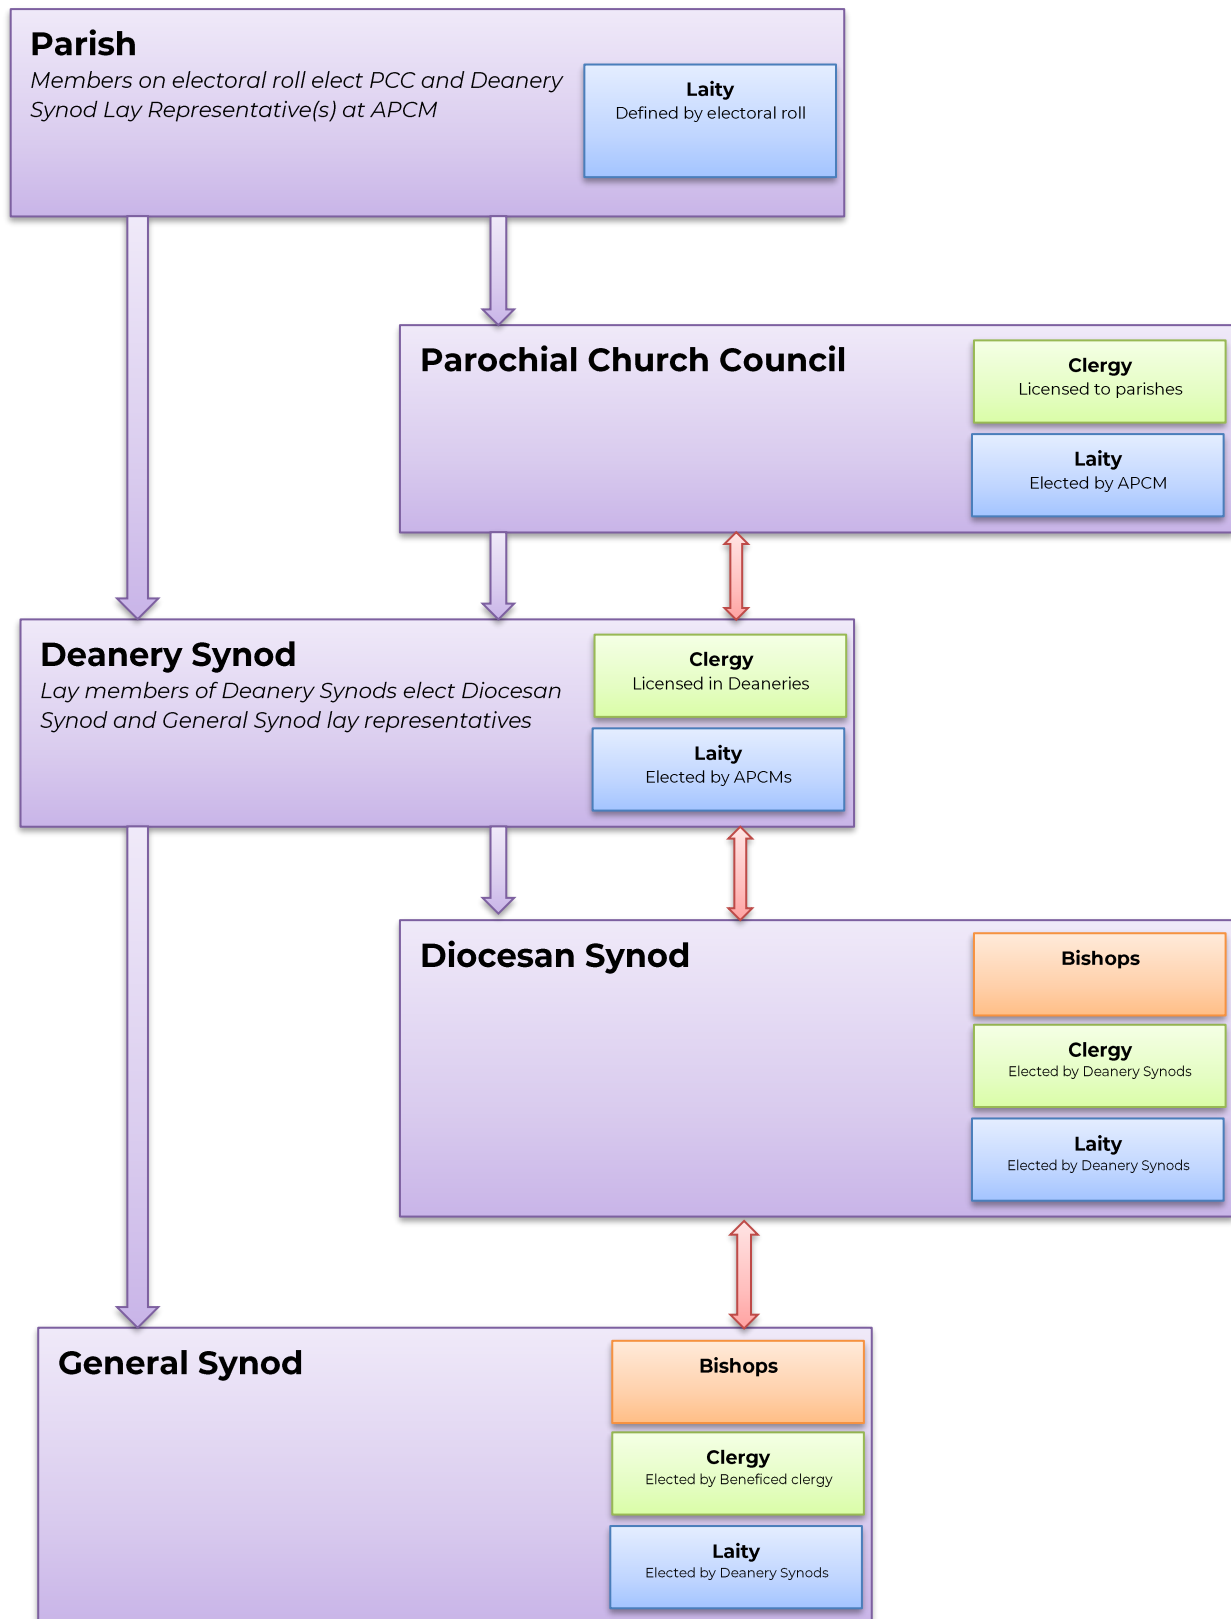 Parish
Members on electoral roll elect PCC and Deanery
Synod Lay Representative(s) at APCM
Laity
Defined by electoral roll
Parochial Church Council
Clergy
Licensed to parishes
Laity
Elected by APCM
Deanery Synod
Lay members of Deanery Synods elect Diocesan
Synod and General Synod lay representatives
Clergy
Licensed in Deaneries
Laity
Elected by APCMs
Diocesan Synod
Bishops
Clergy
Elected by Deanery Synods
Laity
Elected by Deanery Synods
General Synod
Bishops
Clergy
Elected by Beneficed clergy
Laity
Elected by Deanery Synods